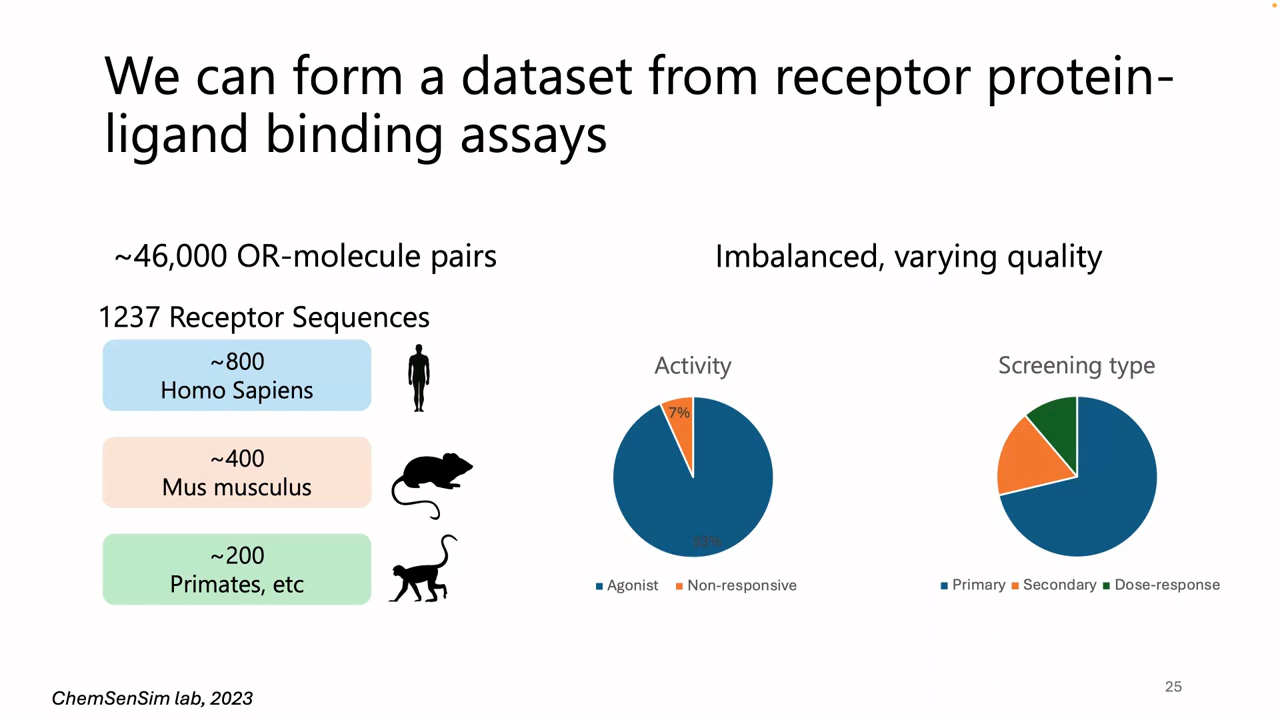 We can form a dataset from receptor protein-
ligand binding assays
~46,000 OR-molecule pairs
Imbalanced, varying quality
1237 Receptor Sequences
~800
Homo Sapiens
~400
Mus musculus
~200
Primates, etc
Activity
7%
93%
Agonist
Non-responsive
Screening type
Primary
Secondary
Dose-response
ChemSenSim lab, 2023
25